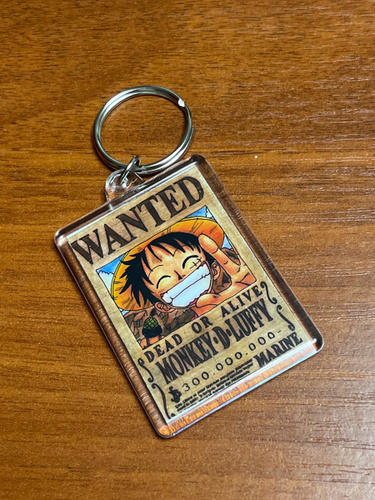 WANTED
DEAD OR ALIVE
MONKEY·D·LUFFY
฿300.000.000-
MARINE